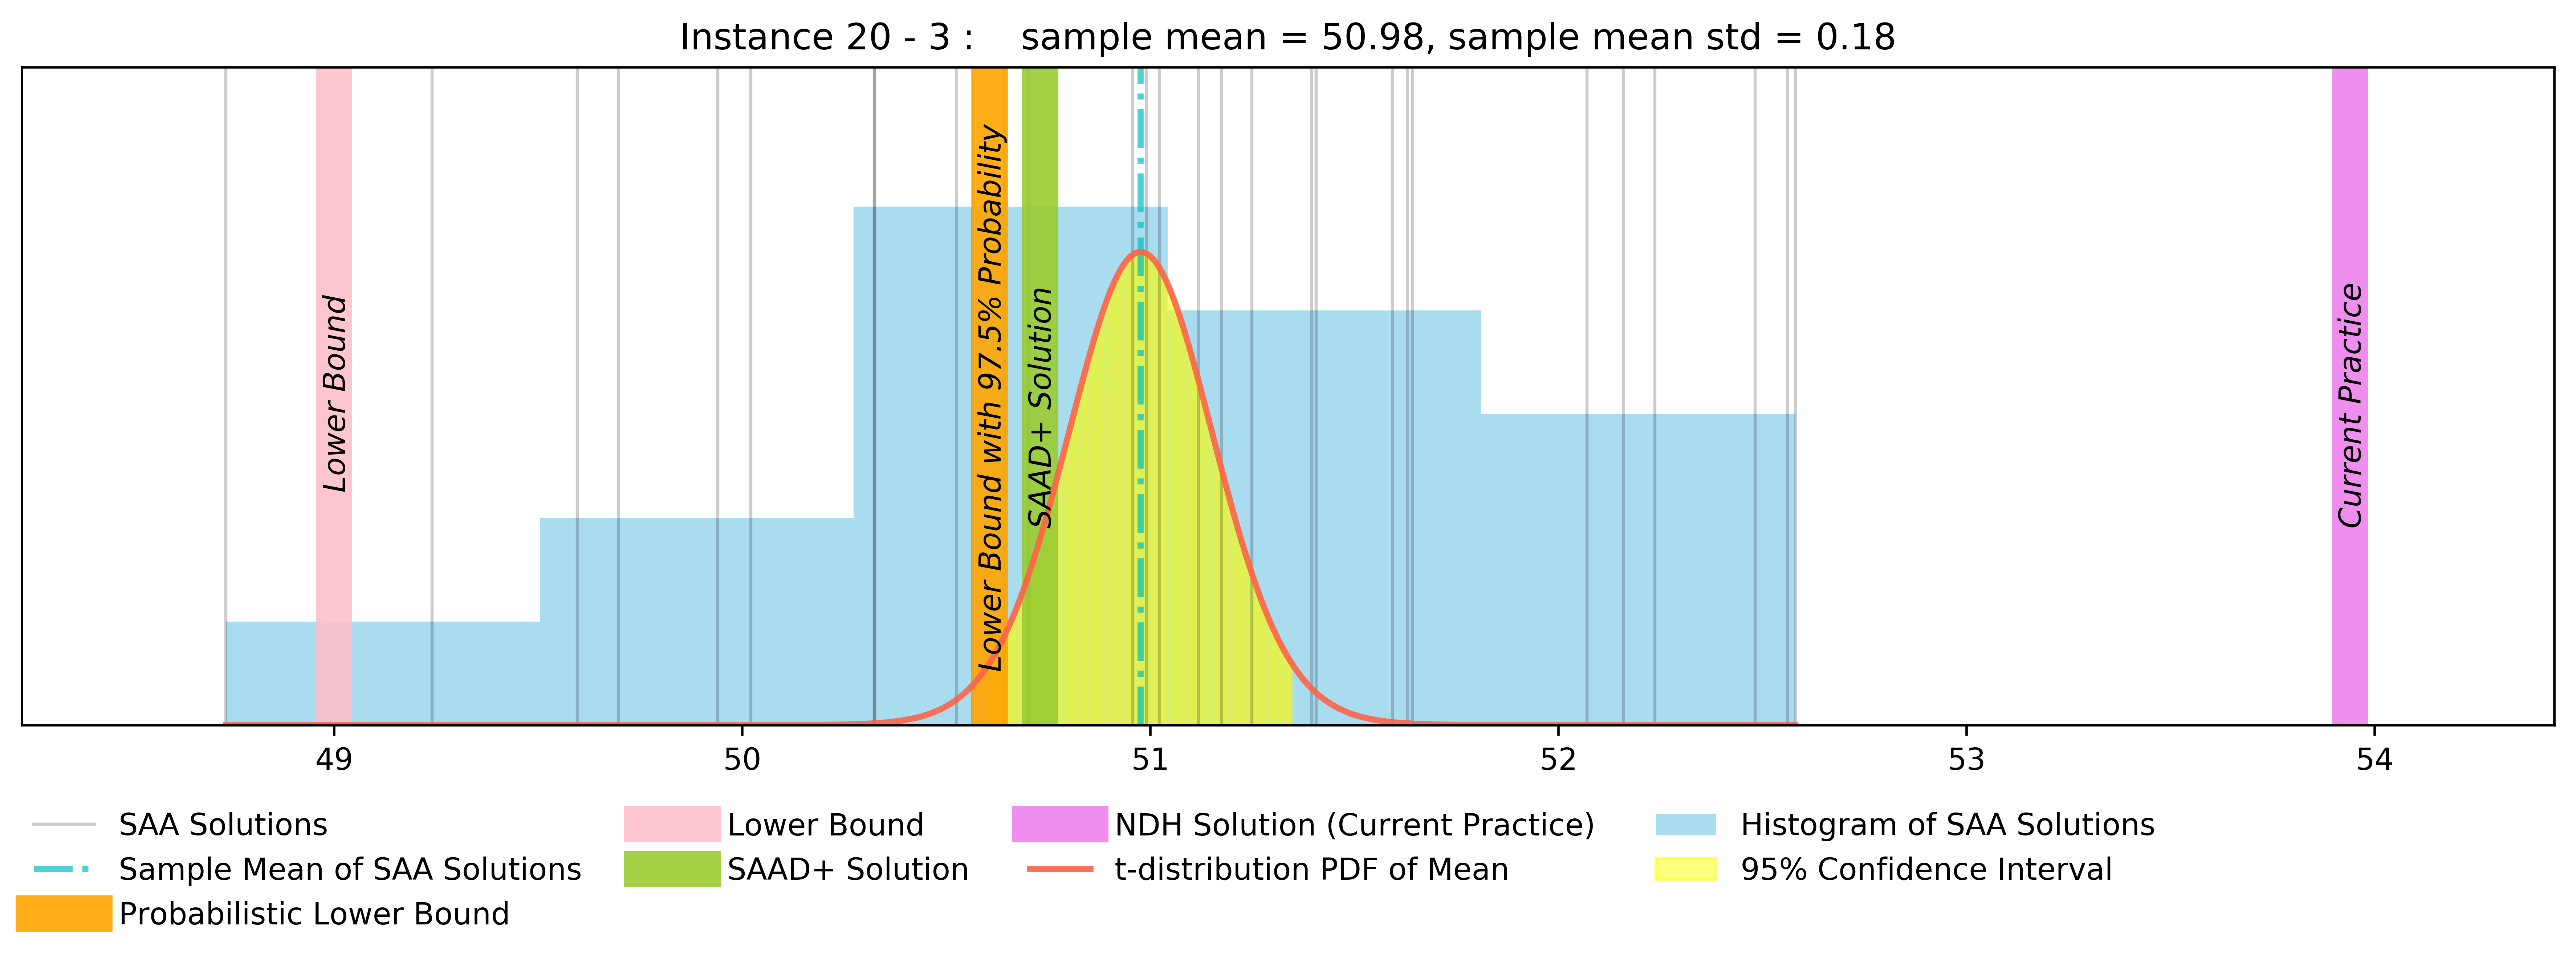 Instance 20 - 3 :    sample mean = 50.98, sample mean std = 0.18
Lower Bound
Lower Bound with 97.5% Probability
SAAD+ Solution
Current Practice
49 50 51 52 53 54
SAA Solutions
Sample Mean of SAA Solutions
Probabilistic Lower Bound
Lower Bound
SAAD+ Solution
NDH Solution (Current Practice)
t-distribution PDF of Mean
Histogram of SAA Solutions
95% Confidence Interval